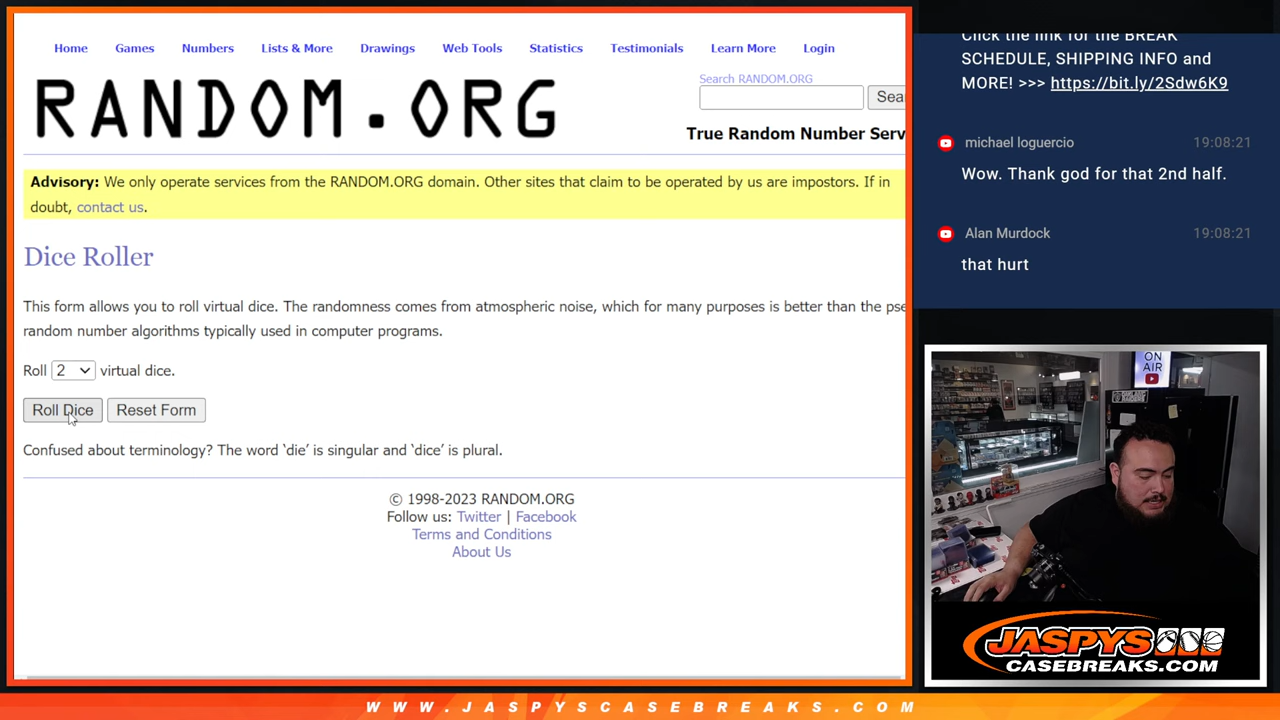 Home Games Numbers Lists & More Drawings Web Tools Statistics Testimonials Learn More Login
RANDOM.ORG
Search RANDOM.ORG
Sea
True Random Number Serv
Advisory: We only operate services from the RANDOM.ORG domain. Other sites that claim to be operated by us are impostors. If in
doubt, contact us.
Dice Roller
This form allows you to roll virtual dice. The randomness comes from atmospheric noise, which for many purposes is better than the pse
random number algorithms typically used in computer programs.
Roll 2 virtual dice.
Roll Dice Reset Form
Confused about terminology? The word ‘die’ is singular and ‘dice’ is plural.
© 1998-2023 RANDOM.ORG
Follow us: Twitter | Facebook
Terms and Conditions
About Us
Click the link for the BREAK
SCHEDULE, SHIPPING INFO and
MORE! >>> https://bit.ly/2Sdw6K9
michael loguercio 19:08:21
Wow. Thank god for that 2nd half.
Alan Murdock 19:08:21
that hurt
ON
AIR
JASPYS
CASEBREAKS.COM
WWW.JASPYSCASEBREAKS.COM